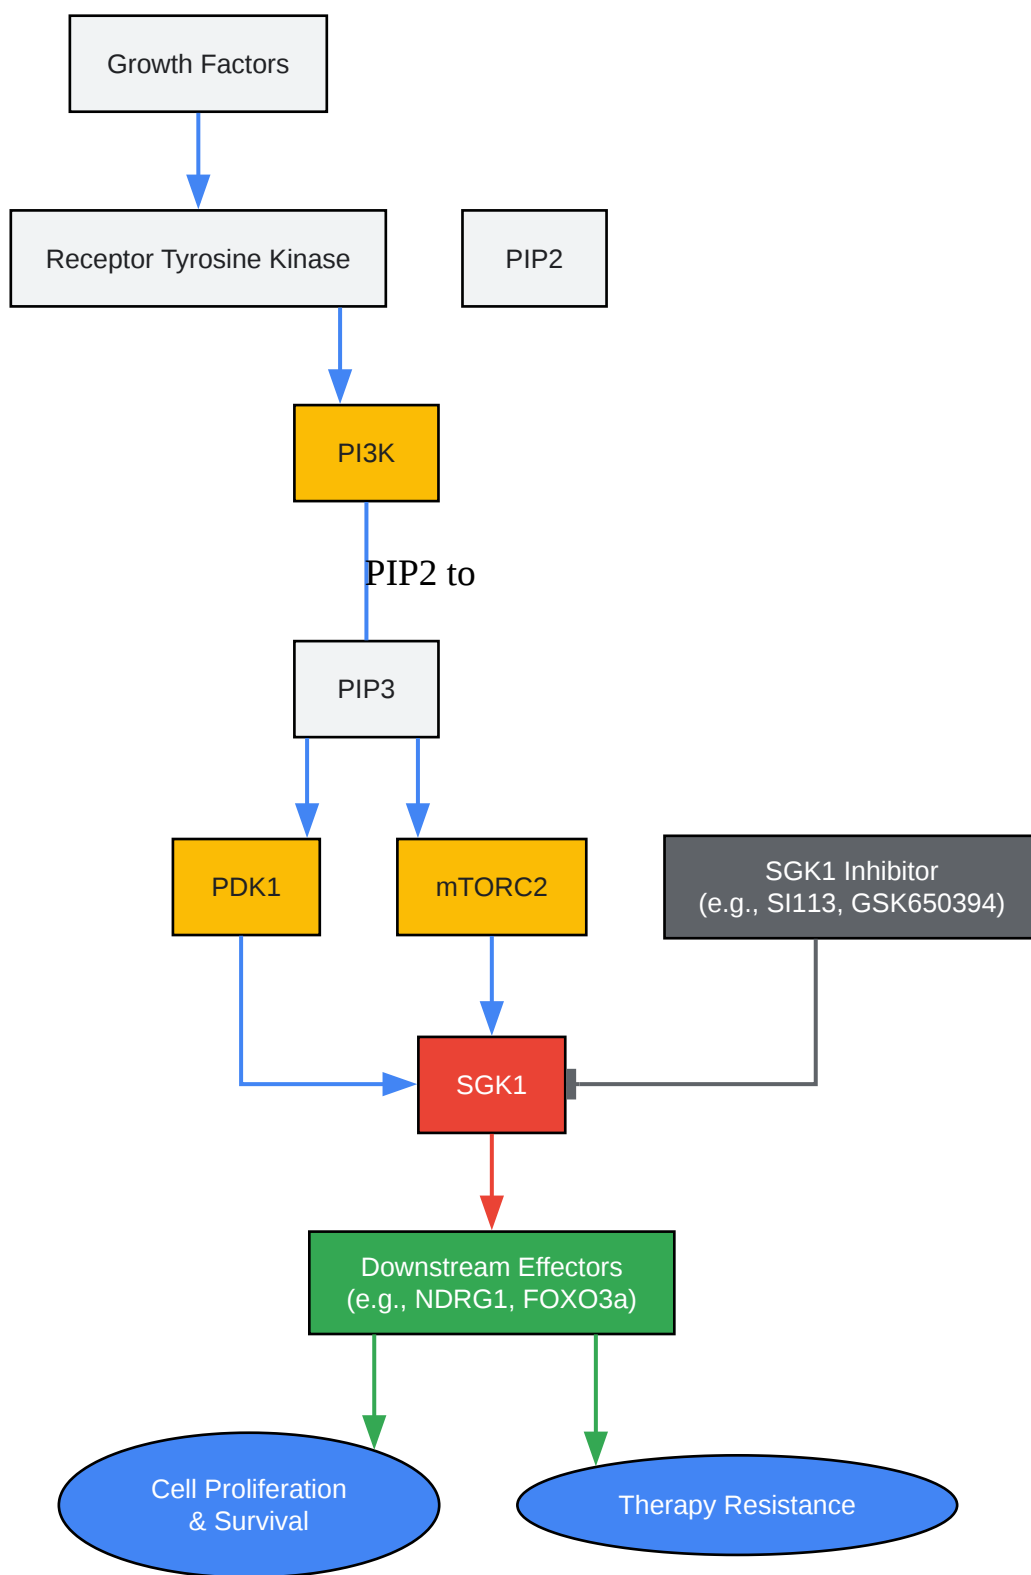 Growth Factors
Receptor Tyrosine Kinase
PIP2
PI3K
PIP2 to
PIP3
PDK1
mTORC2
SGK1 Inhibitor
(e.g., SI113, GSK650394)
SGK1
Downstream Effectors
(e.g., NDRG1, FOXO3a)
Cell Proliferation
& Survival
Therapy Resistance